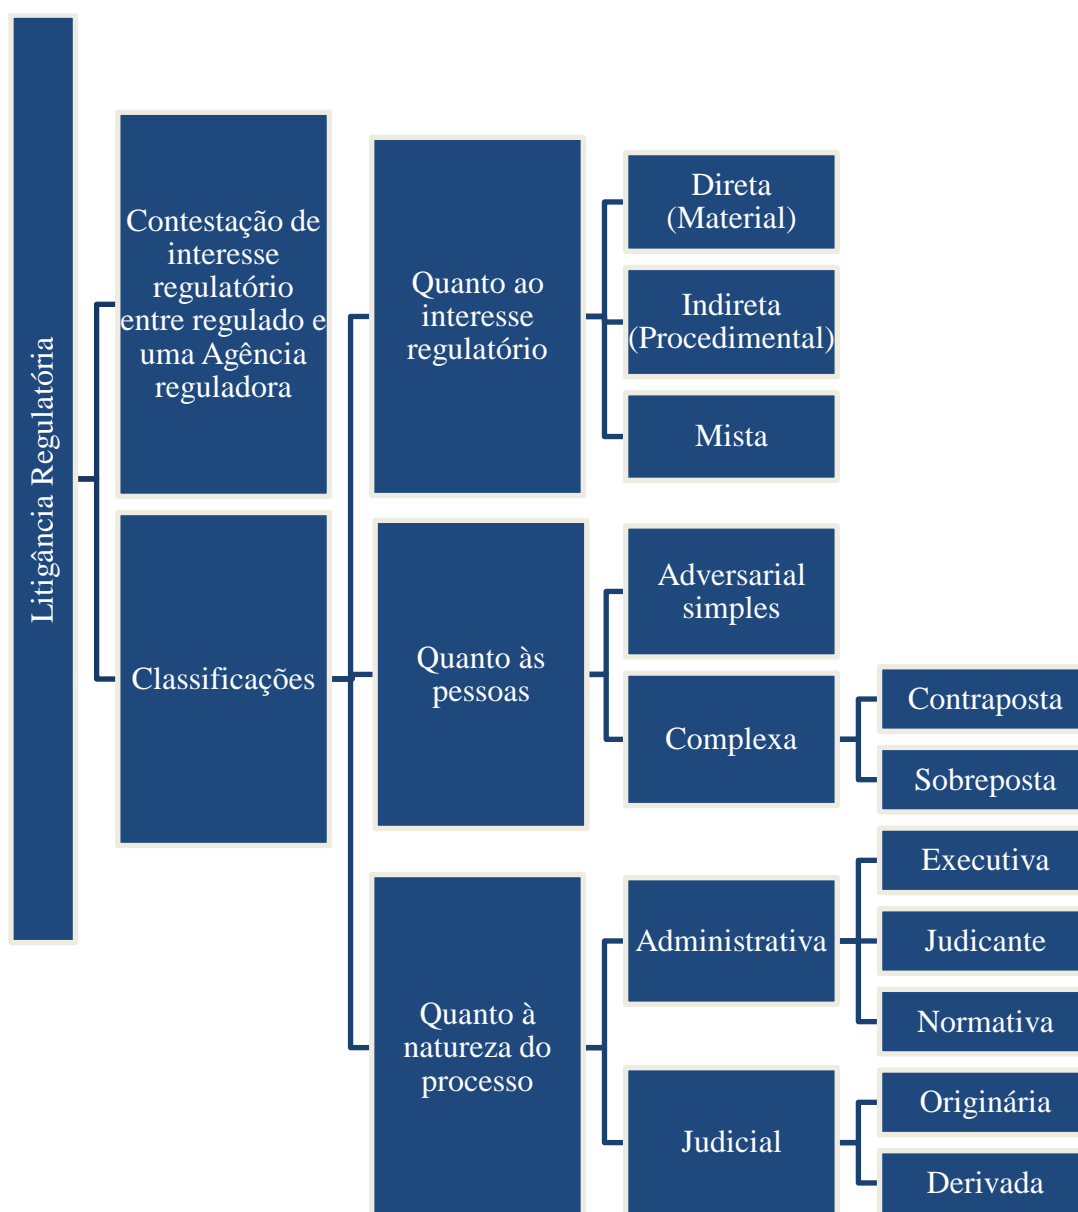 Litigância Regulatória
Contestação de
interesse
regulatório
entre regulado e
uma Agência
reguladora
Classificações
Quanto ao
interesse
regulatório
Direta
(Material)
Indireta
(Procedimental)
Mista
Quanto às
pessoas
Adversarial
simples
Complexa
Contraposta
Sobreposta
Quanto à
natureza do
processo
Administrativa
Executiva
Judicante
Normativa
Judicial
Originária
Derivada